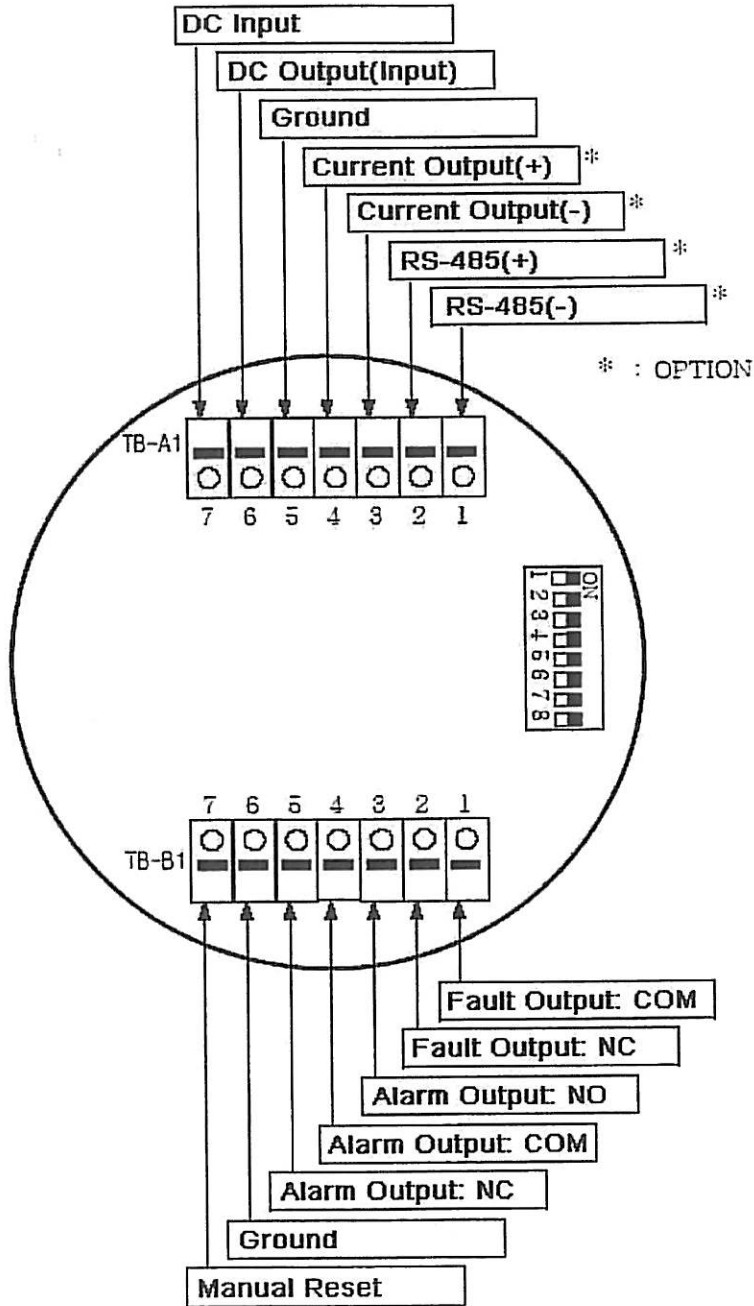 DC Input
DC Output(Input)
Ground
Current Output(+) *
Current Output(-) *
RS-485(+) *
RS-485(-) *
* : OPTION
TB-A1
7 6 5 4 3 2 1
ON
1
2
3
4
5
6
7
8
7 6 5 4 3 2 1
TB-B1
Fault Output: COM
Fault Output: NC
Alarm Output: NO
Alarm Output: COM
Alarm Output: NC
Ground
Manual Reset